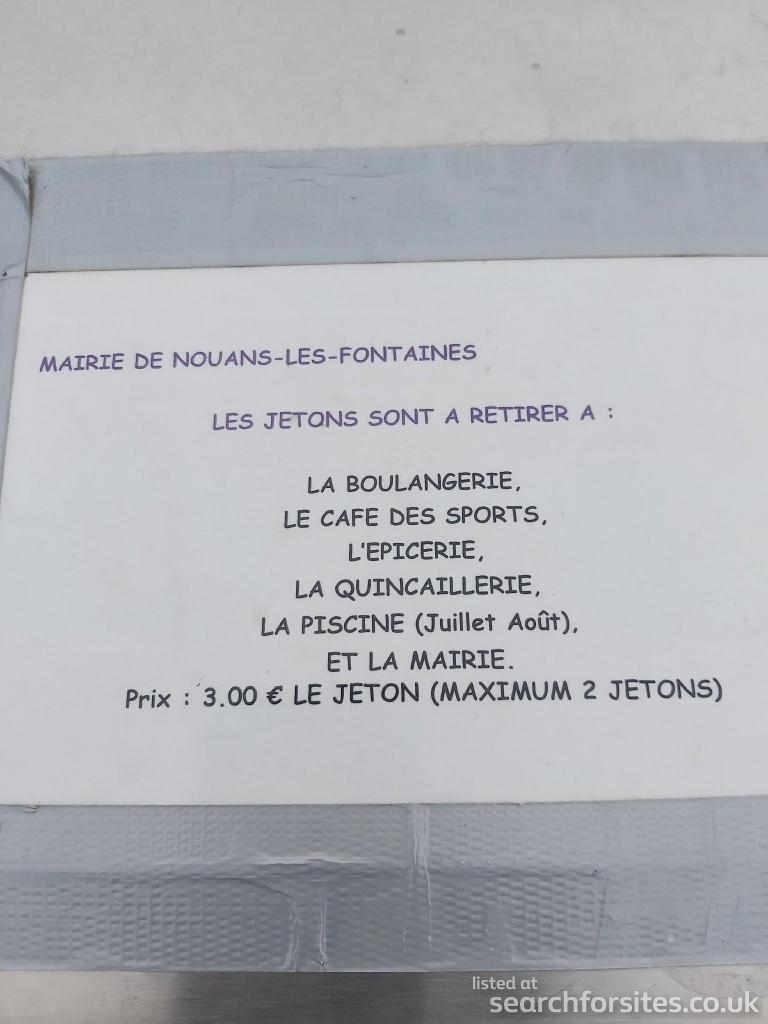 MAIRIE DE NOUANS-LES-FONTAINES
LES JETONS SONT A RETIRER A :
LA BOULANGERIE,
LE CAFE DES SPORTS,
L'EPICERIE,
LA QUINCAILLERIE,
LA PISCINE (Juillet Août),
ET LA MAIRIE.
Prix : 3.00 € LE JETON (MAXIMUM 2 JETONS)
listed at
searchforsites.co.uk